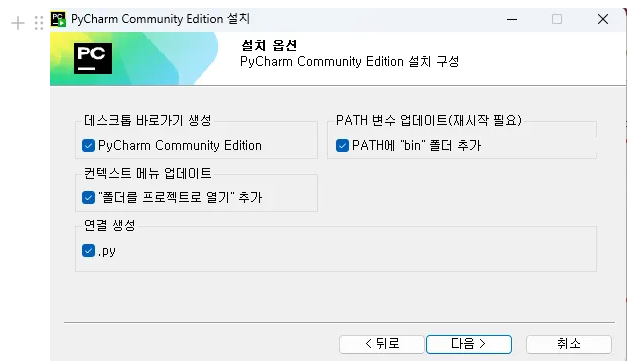 PyCharm Community Edition 설치
PC
설치 옵션
PyCharm Community Edition 설치 구성
데스크톱 바로가기 생성
PyCharm Community Edition
PATH 변수 업데이트(재시작 필요)
PATH에 "bin" 폴더 추가
컨텍스트 메뉴 업데이트
"폴더를 프로젝트로 열기" 추가
연결 생성
.py
< 뒤로
다음 >
취소